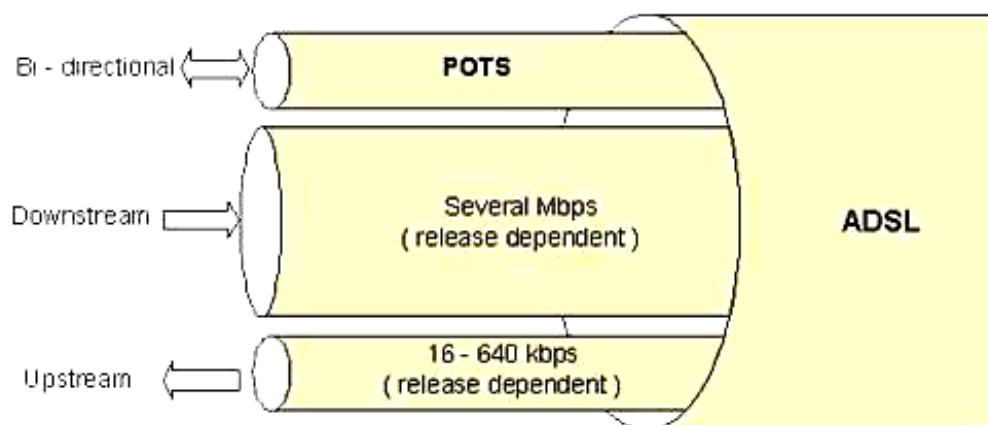 Bi - directional
POTS
Downstream
Several Mbps
( release dependent )
ADSL
Upstream
16 - 640 kbps
( release dependent )